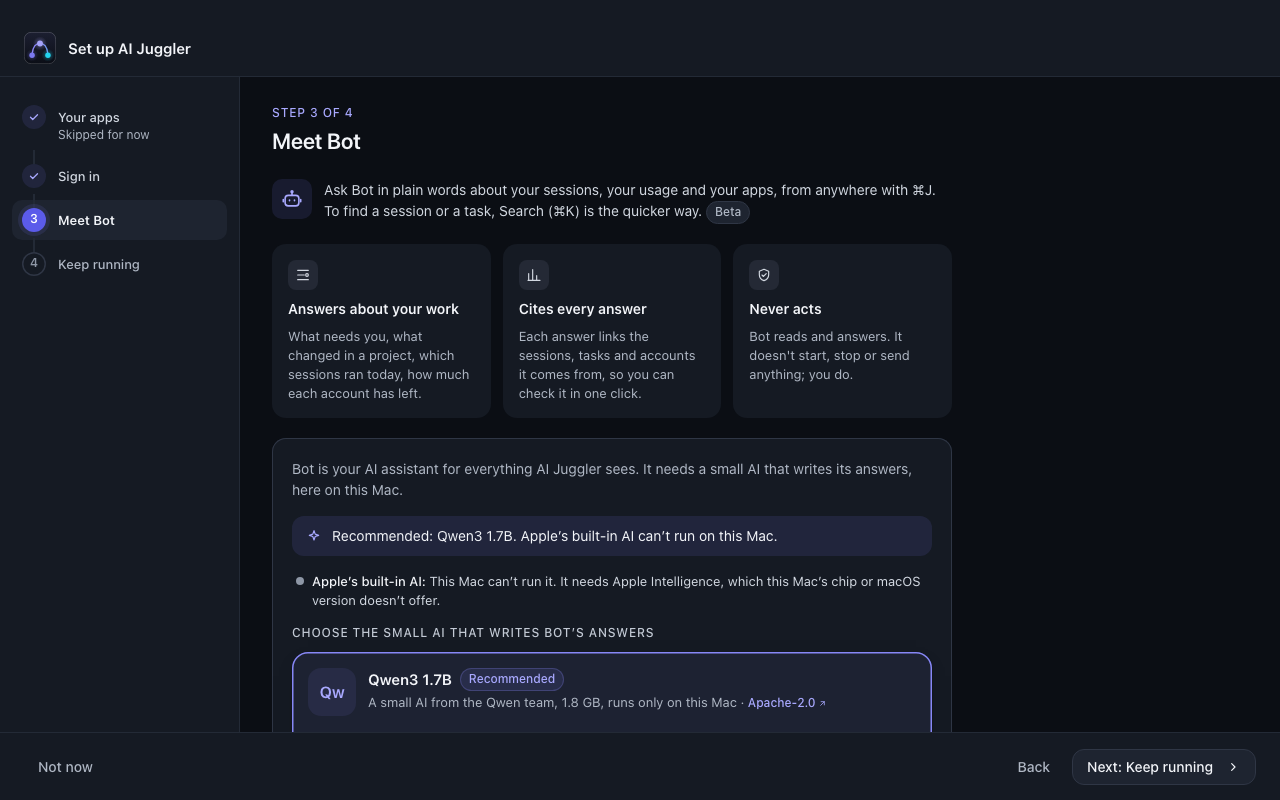 Set up AI Juggler
Your apps
Skipped for now
Sign in
3
Meet Bot
4
Keep running
STEP 3 OF 4
Meet Bot
Ask Bot in plain words about your sessions, your usage and your apps, from anywhere with ⌘J.
To find a session or a task, Search (⌘K) is the quicker way. Beta
Answers about your work
What needs you, what
changed in a project, which
sessions ran today, how much
each account has left.
Cites every answer
Each answer links the
sessions, tasks and accounts
it comes from, so you can
check it in one click.
Never acts
Bot reads and answers. It
doesn't start, stop or send
anything; you do.
Bot is your AI assistant for everything AI Juggler sees. It needs a small AI that writes its answers,
here on this Mac.
Recommended: Qwen3 1.7B. Apple’s built-in AI can’t run on this Mac.
Apple’s built-in AI: This Mac can’t run it. It needs Apple Intelligence, which this Mac’s chip or macOS
version doesn’t offer.
CHOOSE THE SMALL AI THAT WRITES BOT’S ANSWERS
Qw
Qwen3 1.7B Recommended
A small AI from the Qwen team, 1.8 GB, runs only on this Mac · Apache-2.0 ↗
Not now
Back
Next: Keep running